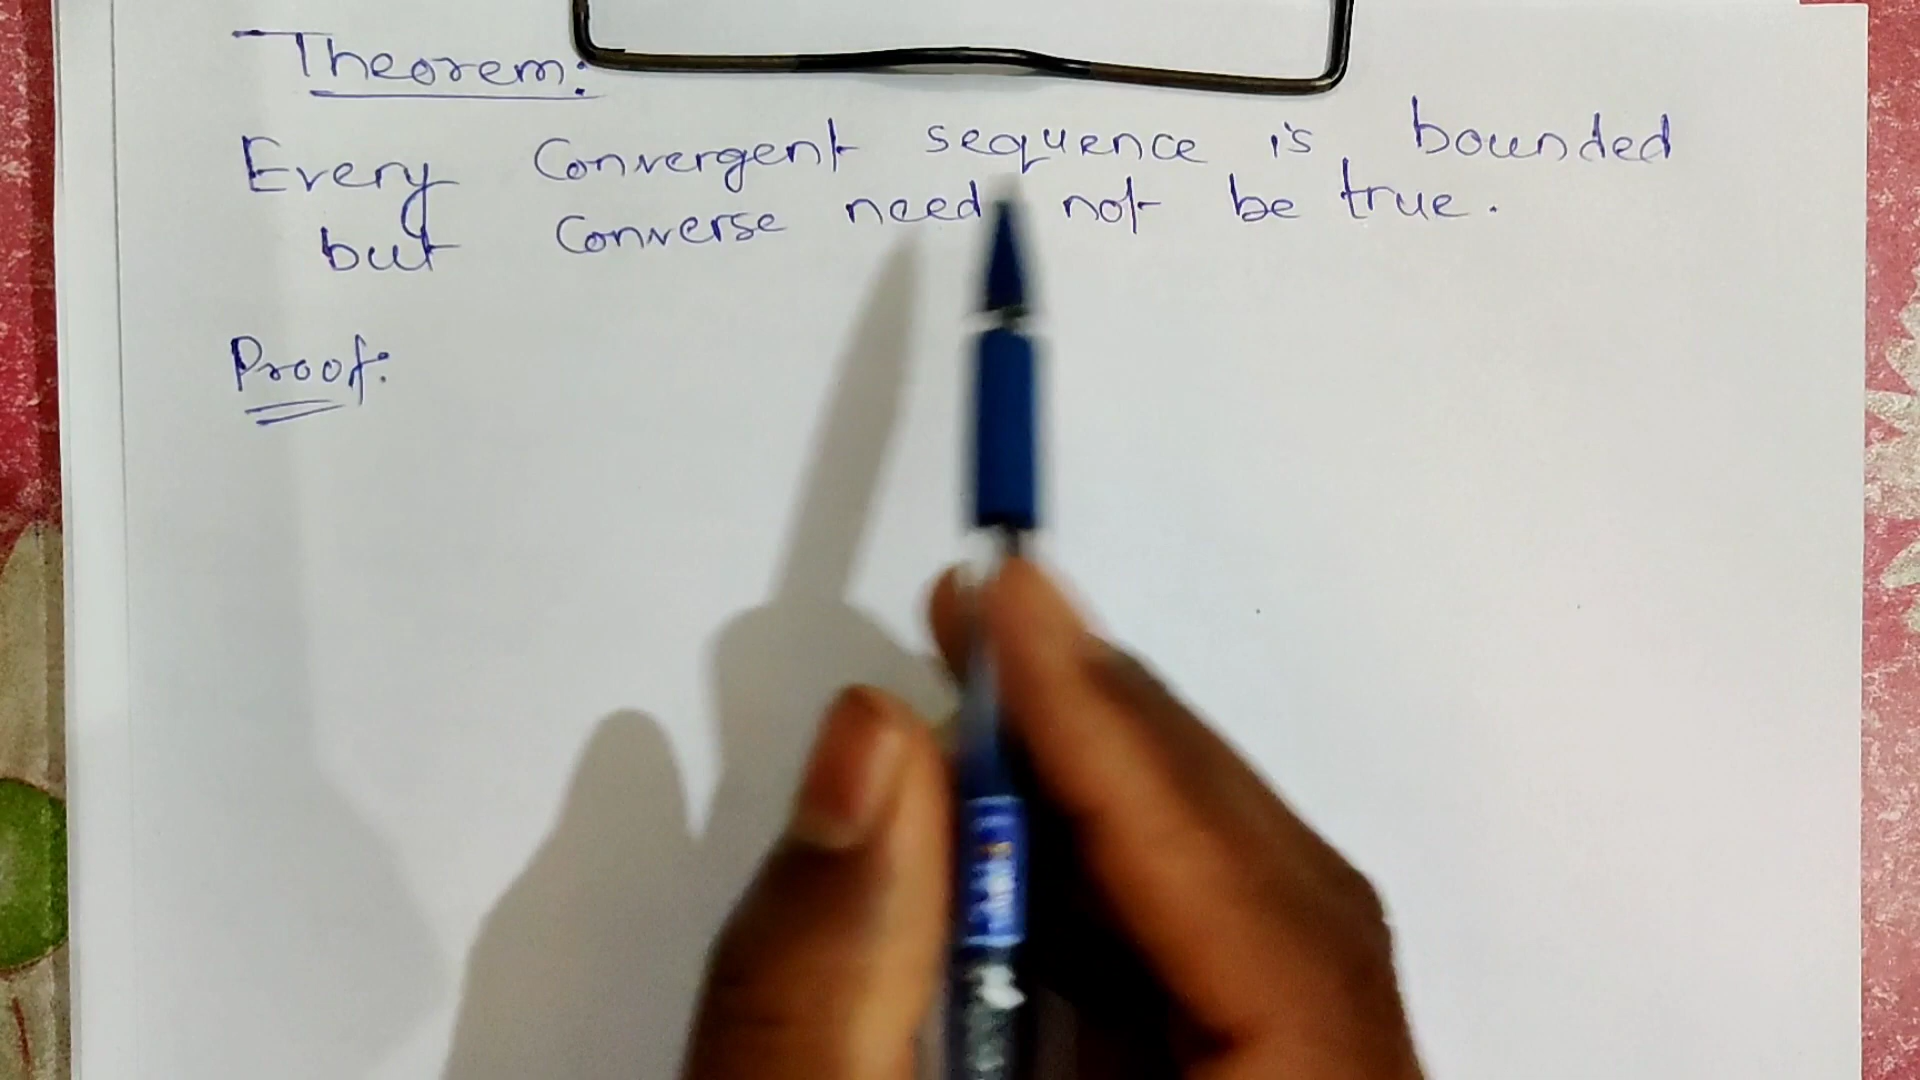 Theorem:
Every Convergent sequence is bounded
but Converse need not be true.
Proof: